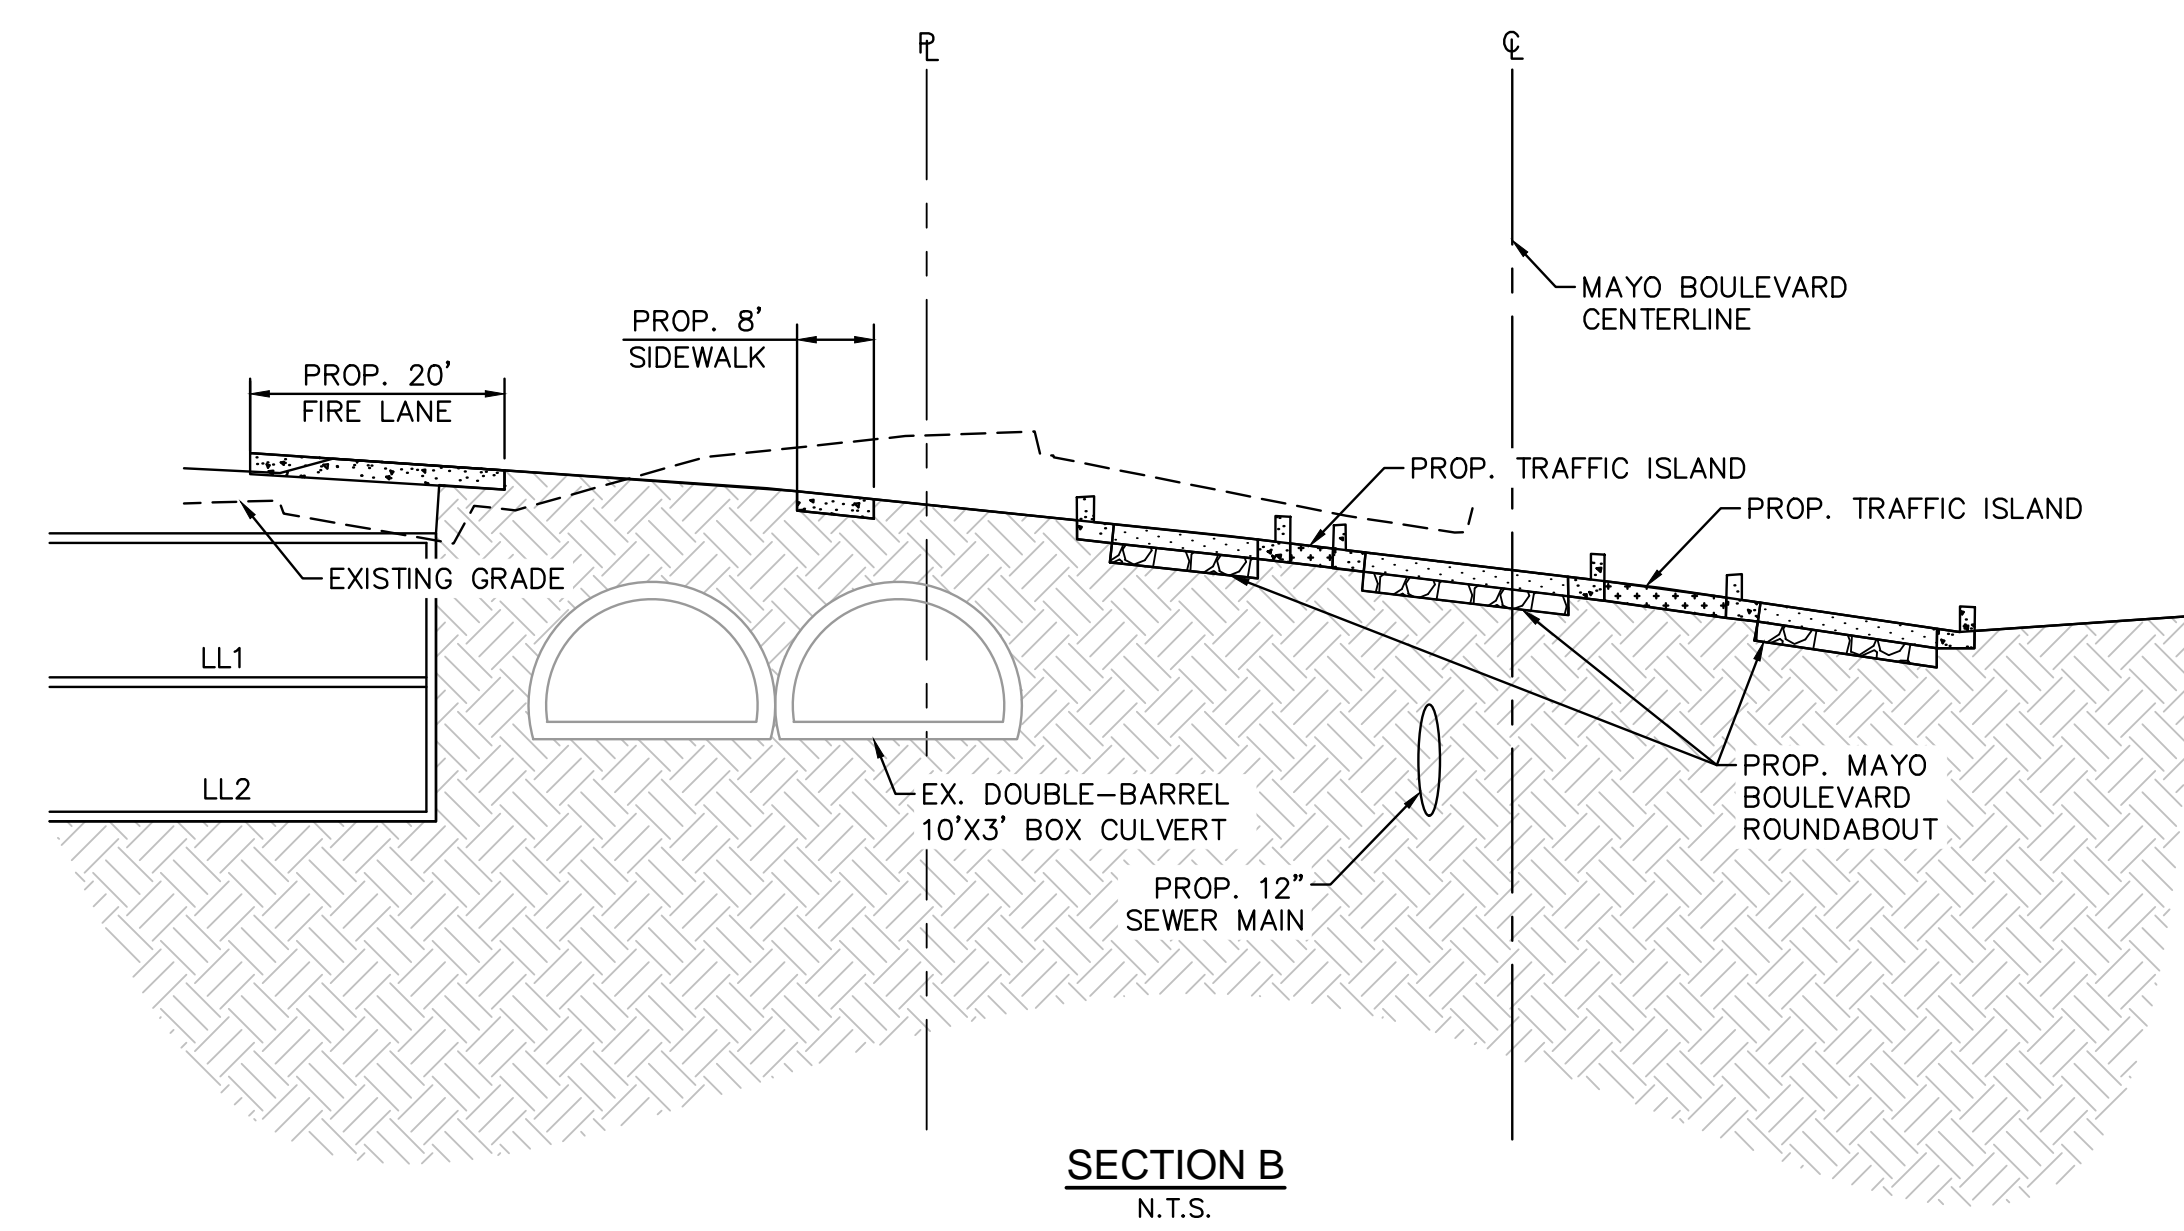 PL
CL
MAYO BOULEVARD
CENTERLINE
PROP. 8'
SIDEWALK
PROP. 20'
FIRE LANE
PROP. TRAFFIC ISLAND
PROP. TRAFFIC ISLAND
EXISTING GRADE
LL1
LL2
EX. DOUBLE-BARREL
10'X3' BOX CULVERT
PROP. MAYO
BOULEVARD
ROUNDABOUT
PROP. 12"
SEWER MAIN
SECTION B
N.T.S.